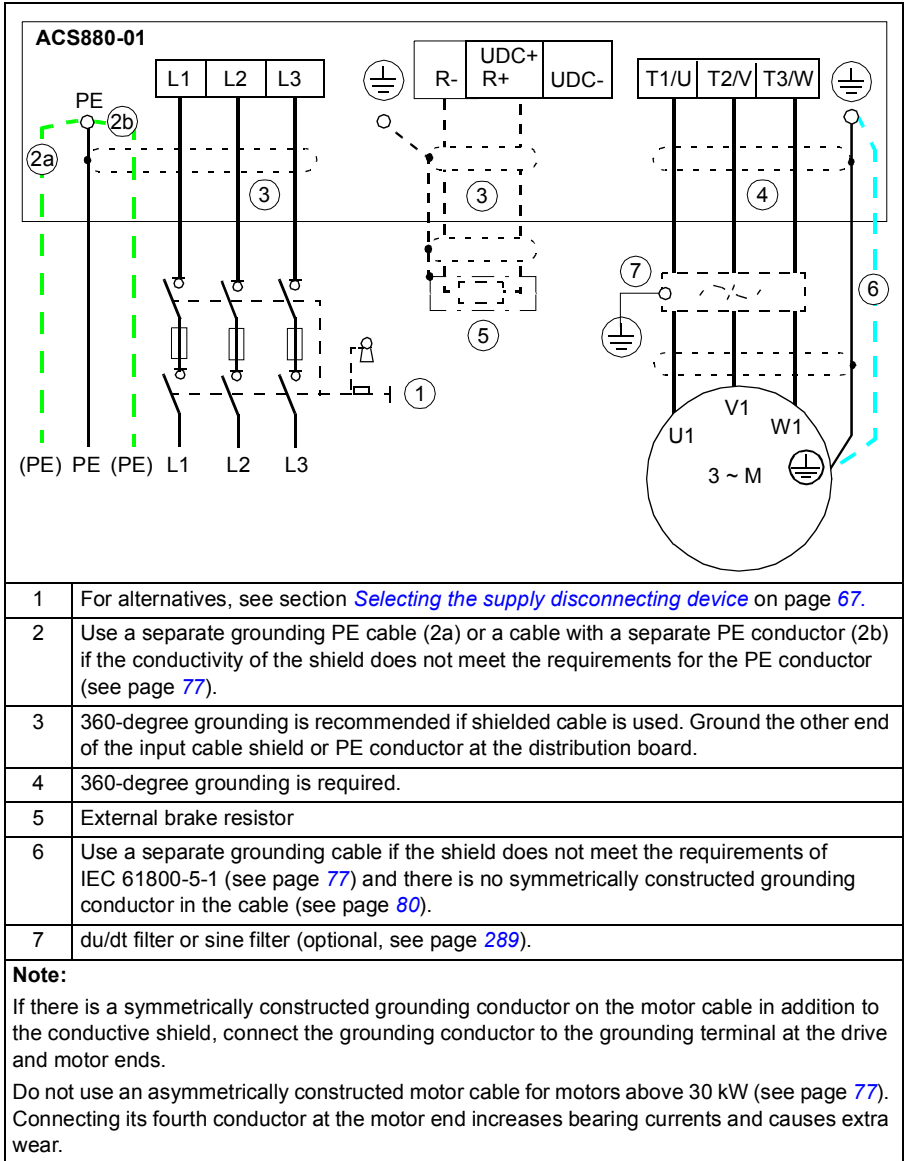 ACS880-01
UDC+
R- R+ UDC-
L1 L2 L3
T1/U T2/V T3/W
PE
2b
2a
3
3
4
7
6
5
1
V1
U1 W1
3 ~ M
(PE) PE (PE) L1 L2 L3
1 For alternatives, see section Selecting the supply disconnecting device on page 67.
2 Use a separate grounding PE cable (2a) or a cable with a separate PE conductor (2b)
if the conductivity of the shield does not meet the requirements for the PE conductor
(see page 77).
3 360-degree grounding is recommended if shielded cable is used. Ground the other end
of the input cable shield or PE conductor at the distribution board.
4 360-degree grounding is required.
5 External brake resistor
6 Use a separate grounding cable if the shield does not meet the requirements of
IEC 61800-5-1 (see page 77) and there is no symmetrically constructed grounding
conductor in the cable (see page 80).
7 du/dt filter or sine filter (optional, see page 289).
Note:
If there is a symmetrically constructed grounding conductor on the motor cable in addition to
the conductive shield, connect the grounding conductor to the grounding terminal at the drive
and motor ends.
Do not use an asymmetrically constructed motor cable for motors above 30 kW (see page 77).
Connecting its fourth conductor at the motor end increases bearing currents and causes extra
wear.